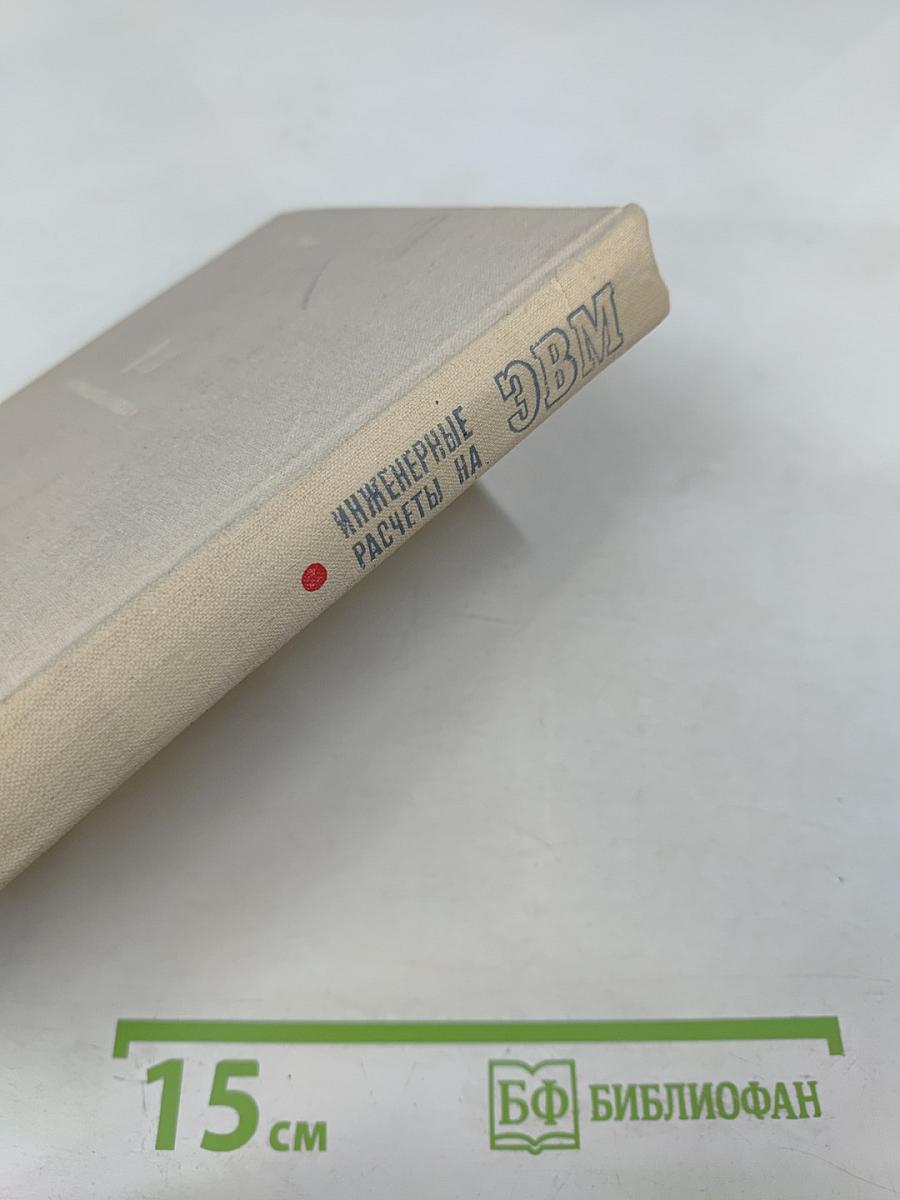 ИНЖЕНЕРНЫЕ
РАСЧЕТЫ НА
ЭВМ
15 см
БФ БИБЛИОФАН